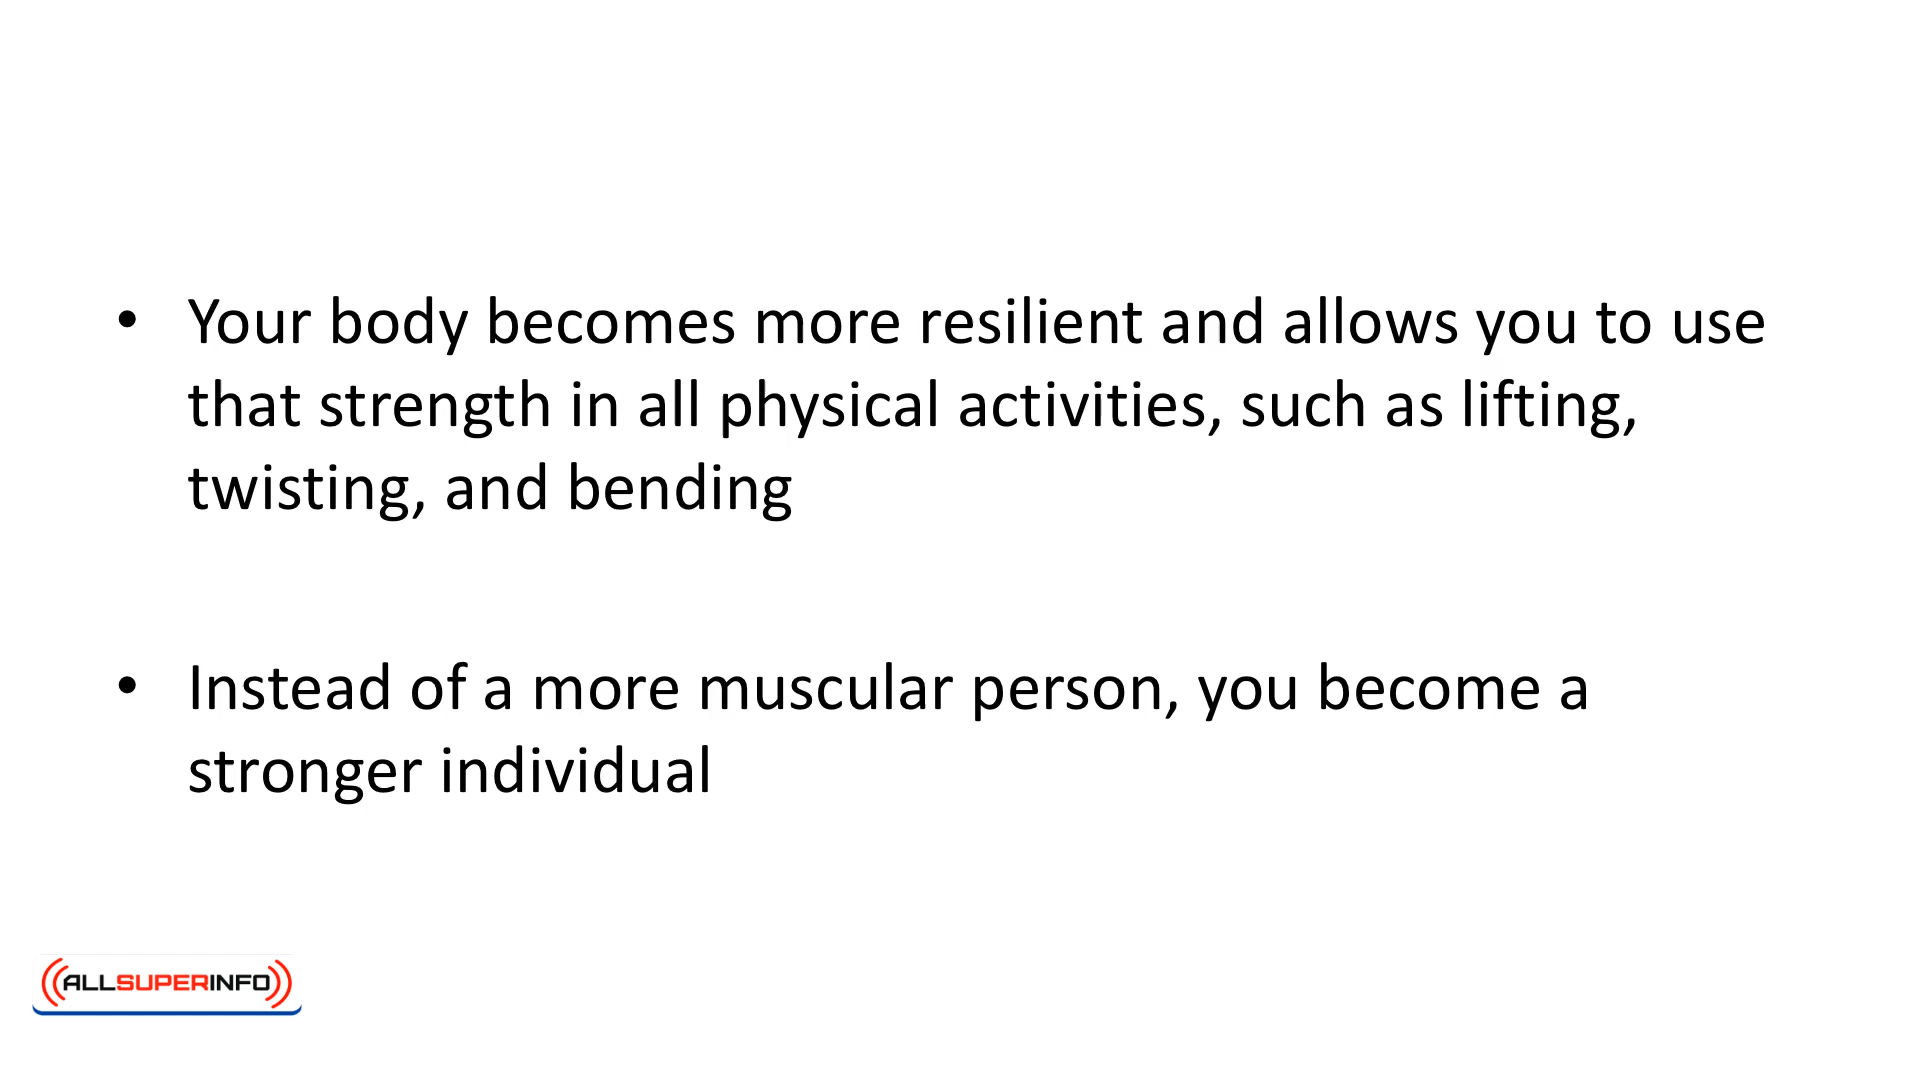 • Your body becomes more resilient and allows you to use
that strength in all physical activities, such as lifting,
twisting, and bending
• Instead of a more muscular person, you become a
stronger individual
ALLSUPERINFO